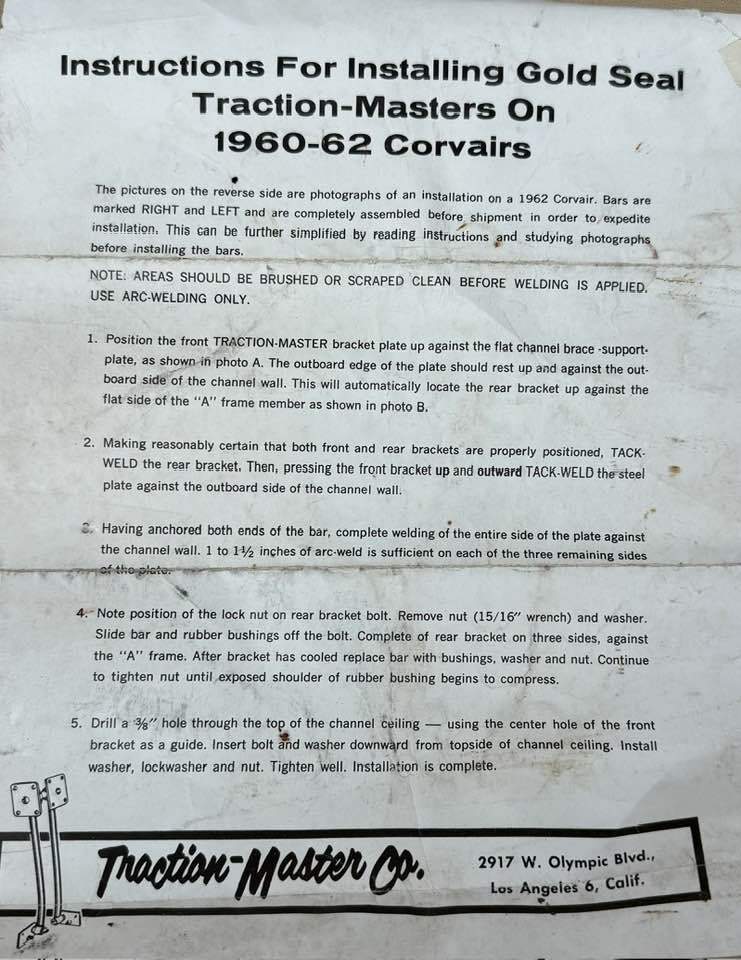 Instructions For Installing Gold Seal
Traction-Masters On
1960-62 Corvairs
The pictures on the reverse side are photographs of an installation on a 1962 Corvair. Bars are
marked RIGHT and LEFT and are completely assembled before shipment in order to expedite
installation. This can be further simplified by reading instructions and studying photographs
before installing the bars.
NOTE: AREAS SHOULD BE BRUSHED OR SCRAPED CLEAN BEFORE WELDING IS APPLIED.
USE ARC-WELDING ONLY.
1. Position the front TRACTION-MASTER bracket plate up against the flat channel brace -support-
plate, as shown in photo A. The outboard edge of the plate should rest up and against the out-
board side of the channel wall. This will automatically locate the rear bracket up against the
flat side of the "A" frame member as shown in photo B.
2. Making reasonably certain that both front and rear brackets are properly positioned, TACK-
WELD the rear bracket. Then, pressing the front bracket up and outward TACK-WELD the steel
plate against the outboard side of the channel wall.
3. Having anchored both ends of the bar, complete welding of the entire side of the plate against
the channel wall. 1 to 1½ inches of arc-weld is sufficient on each of the three remaining sides
of the plate.
4. Note position of the lock nut on rear bracket bolt. Remove nut (15/16" wrench) and washer.
Slide bar and rubber bushings off the bolt. Complete of rear bracket on three sides, against
the "A" frame. After bracket has cooled replace bar with bushings, washer and nut. Continue
to tighten nut until exposed shoulder of rubber bushing begins to compress.
5. Drill a ⅜" hole through the top of the channel ceiling — using the center hole of the front
bracket as a guide. Insert bolt and washer downward from topside of channel ceiling. Install
washer, lockwasher and nut. Tighten well. Installation is complete.
Traction-Master Co.
2917 W. Olympic Blvd.,
Los Angeles 6, Calif.